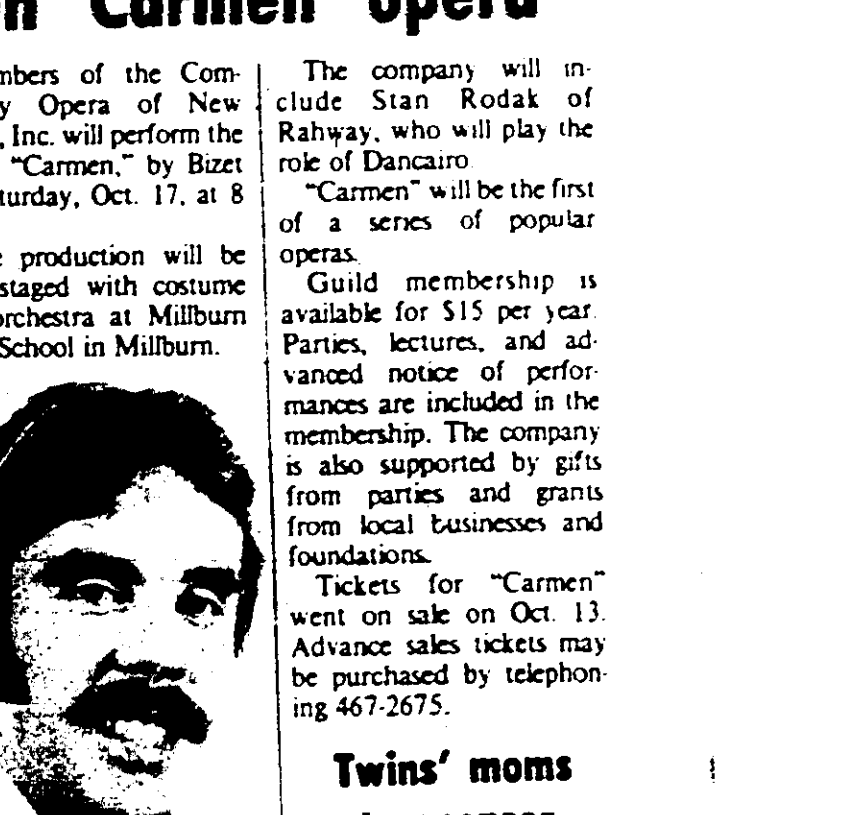 Carmen opera
mbers of the Com-
y Opera of New
, Inc. will perform the
"Carmen," by Bizet
turday, Oct. 17, at 8
e production will be
staged with costume
orchestra at Millburn
School in Millburn.
The company will in-
clude Stan Rodak of
Rahway, who will play the
role of Dancairo.
"Carmen" will be the first
of a series of popular
operas.
Guild membership is
available for $15 per year.
Parties, lectures, and ad-
vanced notice of perfor-
mances are included in the
membership. The company
is also supported by gifts
from parties and grants
from local businesses and
foundations.
Tickets for "Carmen"
went on sale on Oct. 13.
Advance sales tickets may
be purchased by telephon-
ing 467-2675.
Twins' moms